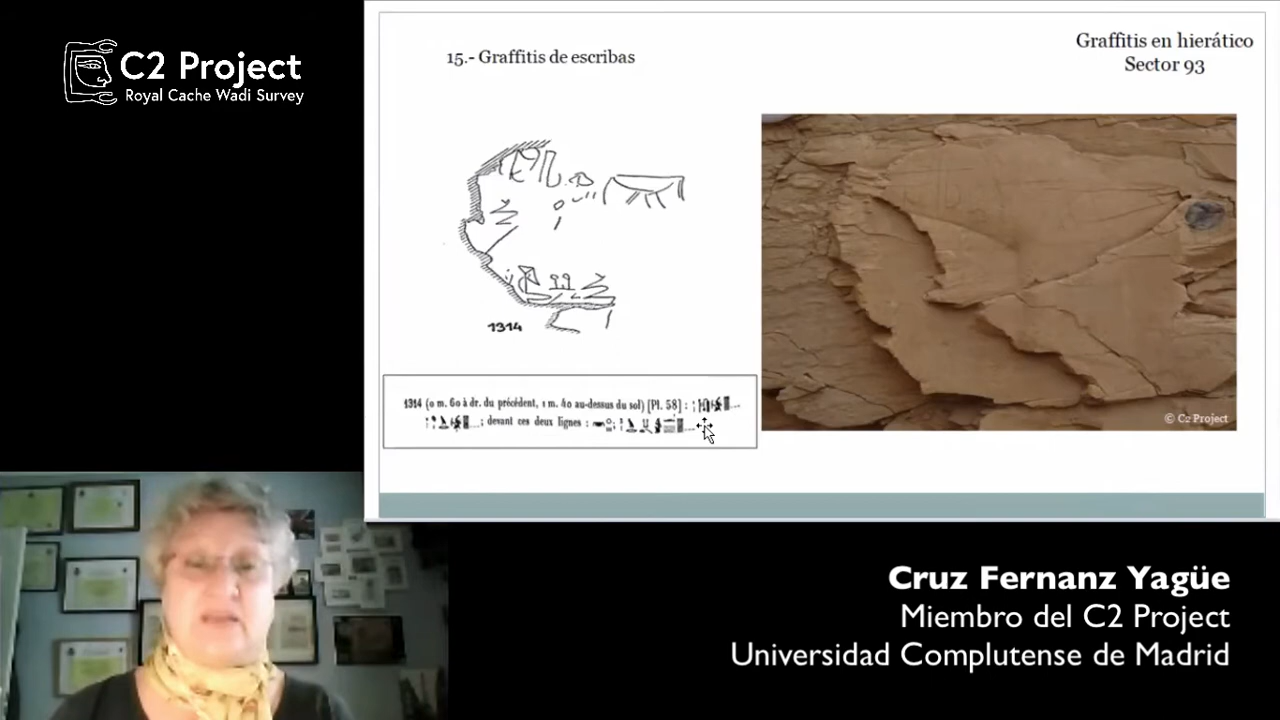 C2 Project
Royal Cache Wadi Survey
15.- Graffitis de escribas
Graffitis en hierático
Sector 93
1314
1314 (0 m. 60 à dr. du précédent, 1 m. 40 au-dessus du sol) [Pl. 58] :
; devant ces deux lignes :
© C2 Project
Cruz Fernanz Yagüe
Miembro del C2 Project
Universidad Complutense de Madrid